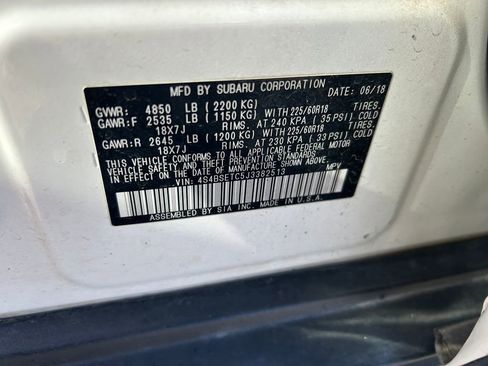 MFD BY SUBARU CORPORATION DATE: 06/18
GVWR: 4850 LB (2200 KG)
GAWR:F 2535 LB (1150 KG) WITH 225/60R18 TIRES.
18X7J RIMS. AT 240 KPA (35 PSI) COLD
GAWR:R 2645 LB (1200 KG) WITH 225/60R18 TIRES.
18X7J RIMS. AT 230 KPA (33 PSI) COLD
THIS VEHICLE CONFORMS TO ALL APPLICABLE FEDERAL MOTOR
VEHICLE SAFETY AND THEFT PREVENTION STANDARDS
IN EFFECT ON THE DATE OF MANUFACTURE SHOWN ABOVE.
VIN: 4S4BSETC5J3382513 MPV
ASSEMBLED BY SIA INC. MADE IN U.S.A.